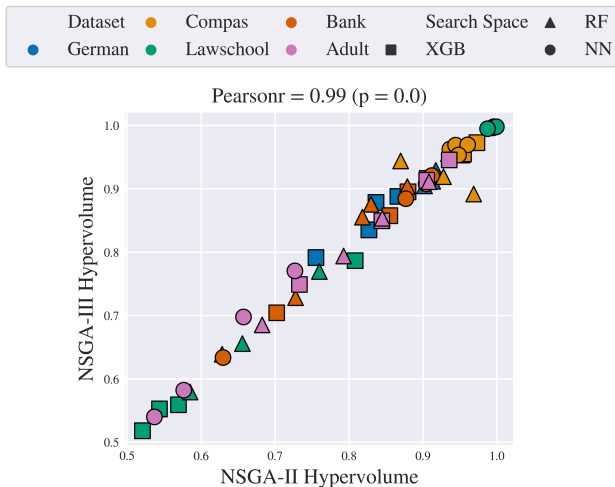 Dataset Compas Bank Search Space RF
German Lawschool Adult XGB NN
Pearsonr = 0.99 (p = 0.0)
1.0
0.9
0.8
0.7
0.6
0.5
NSGA-III Hypervolume
0.5 0.6 0.7 0.8 0.9 1.0
NSGA-II Hypervolume